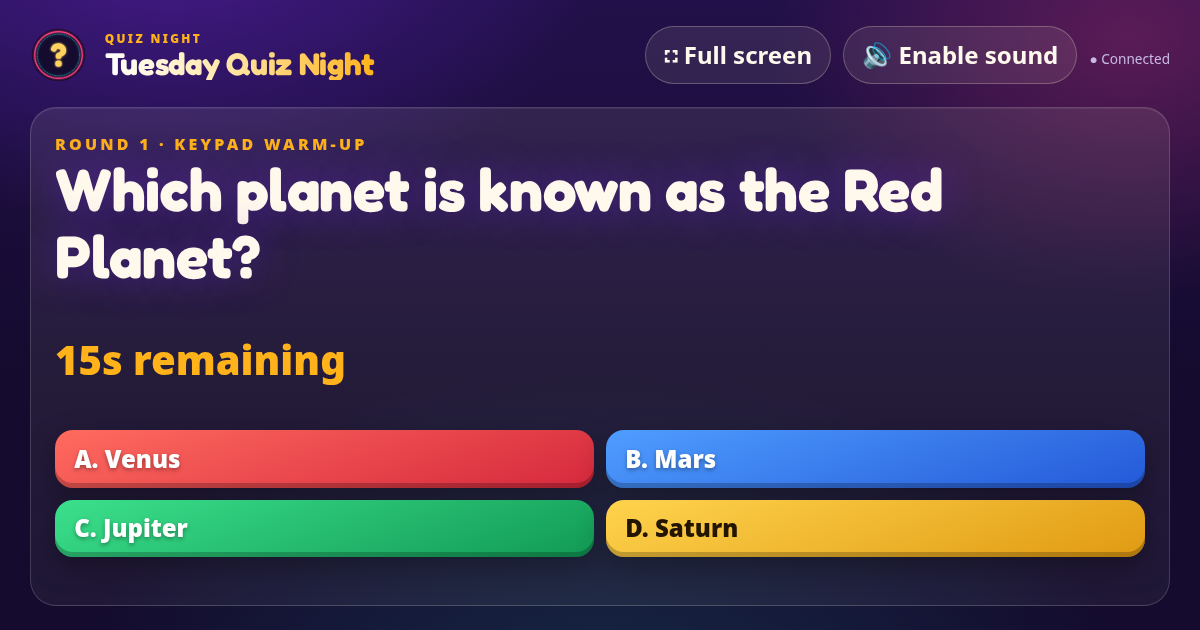 ?
QUIZ NIGHT
Tuesday Quiz Night
Full screen
Enable sound
Connected
ROUND 1 · KEYPAD WARM-UP
Which planet is known as the Red
Planet?
15s remaining
A. Venus
B. Mars
C. Jupiter
D. Saturn